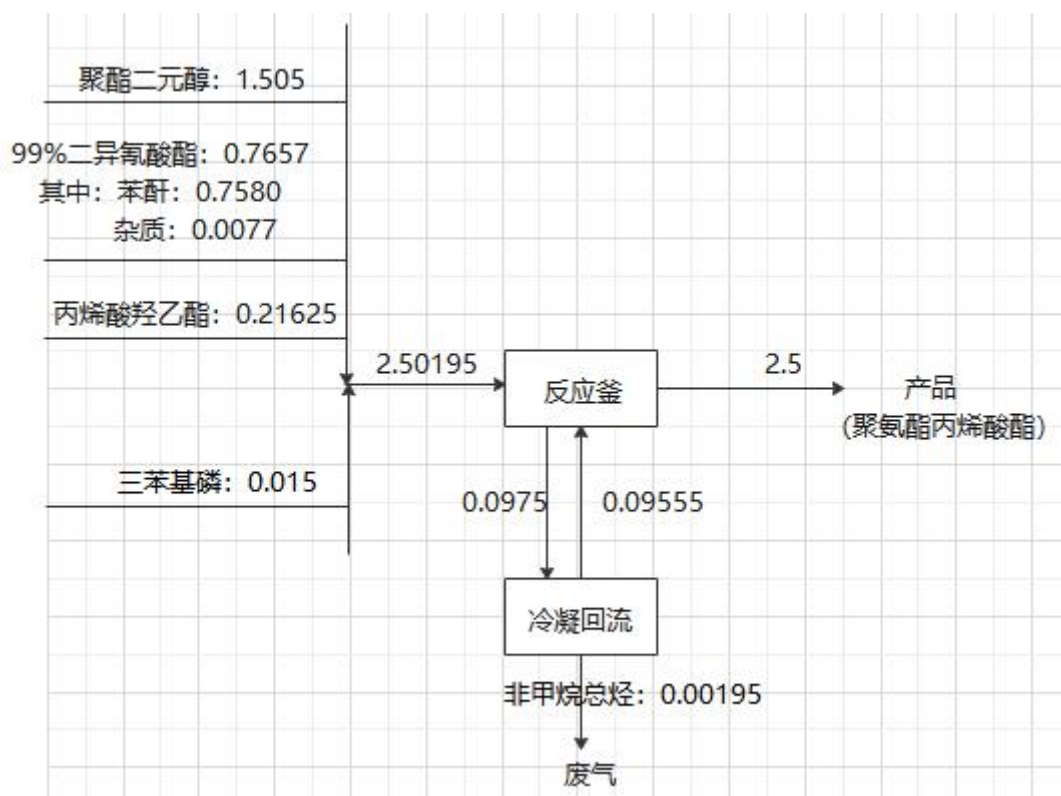 聚酯二元醇：1.505
99%二异氰酸酯：0.7657
其中：苯酐：0.7580
杂质：0.0077
丙烯酸羟乙酯：0.21625
2.50195
反应釜
2.5
产品
(聚氨酯丙烯酸酯)
三苯基磷：0.015
0.0975
0.09555
冷凝回流
非甲烷总烃：0.00195
废气